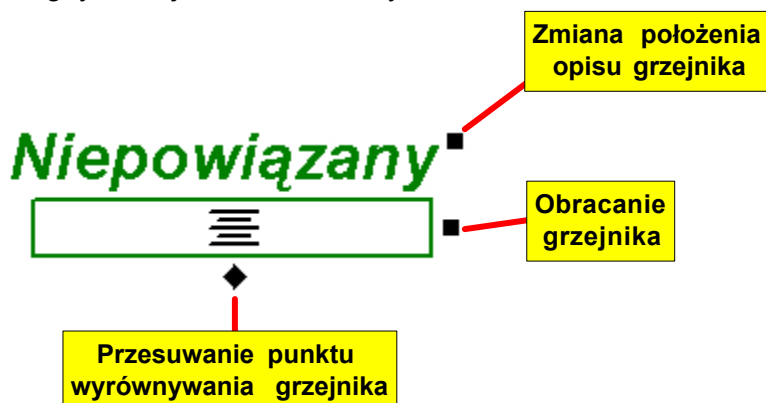 Zmiana położenia
opisu grzejnika
Niepowiązany
Obracanie
grzejnika
Przesuwanie punktu
wyrównywania grzejnika